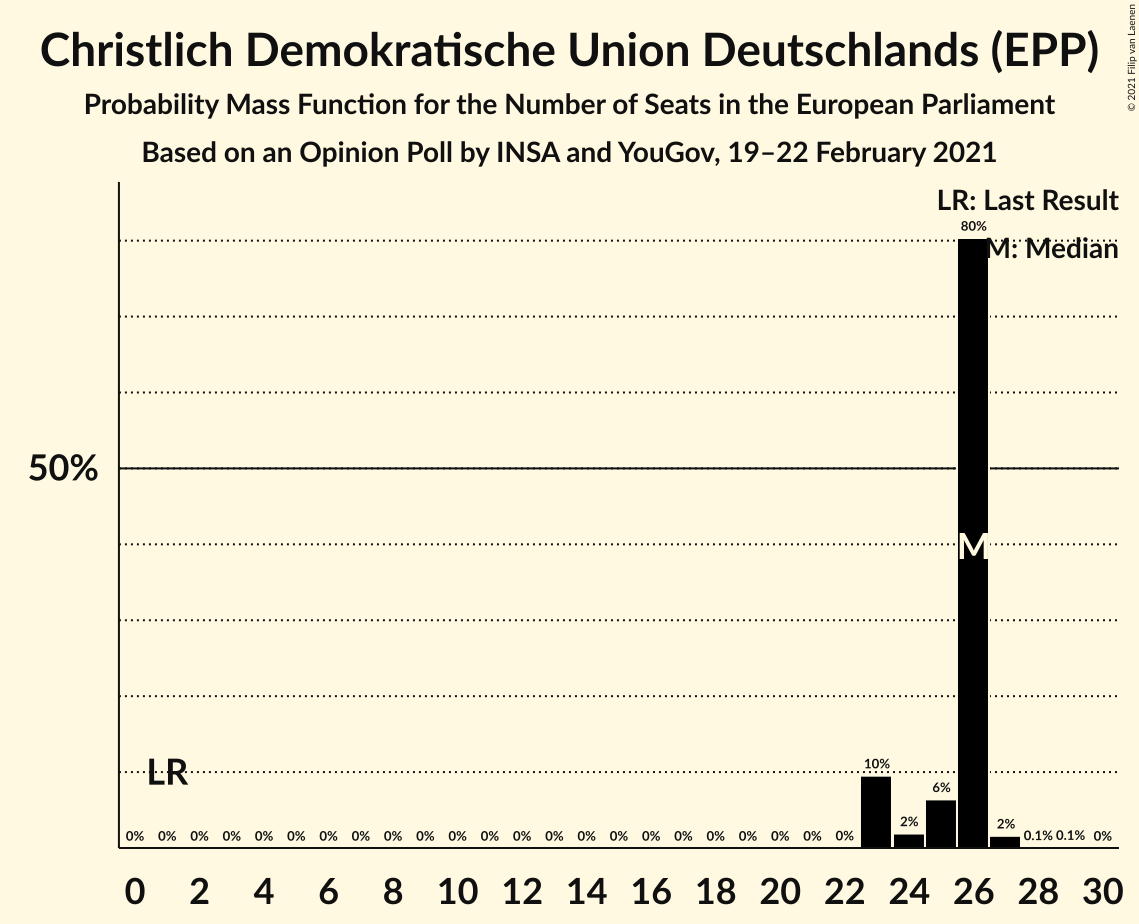 Christlich Demokratische Union Deutschlands (EPP)
Probability Mass Function for the Number of Seats in the European Parliament
Based on an Opinion Poll by INSA and YouGov, 19–22 February 2021
© 2021 Filip van Laenen
LR: Last Result
80%
M: Median
50%
M
LR
10%
6%
2%
2%
0% 0% 0% 0% 0% 0% 0% 0% 0% 0% 0% 0% 0% 0% 0% 0% 0% 0% 0% 0% 0% 0% 0% 0.1% 0.1% 0%
0 2 4 6 8 10 12 14 16 18 20 22 24 26 28 30